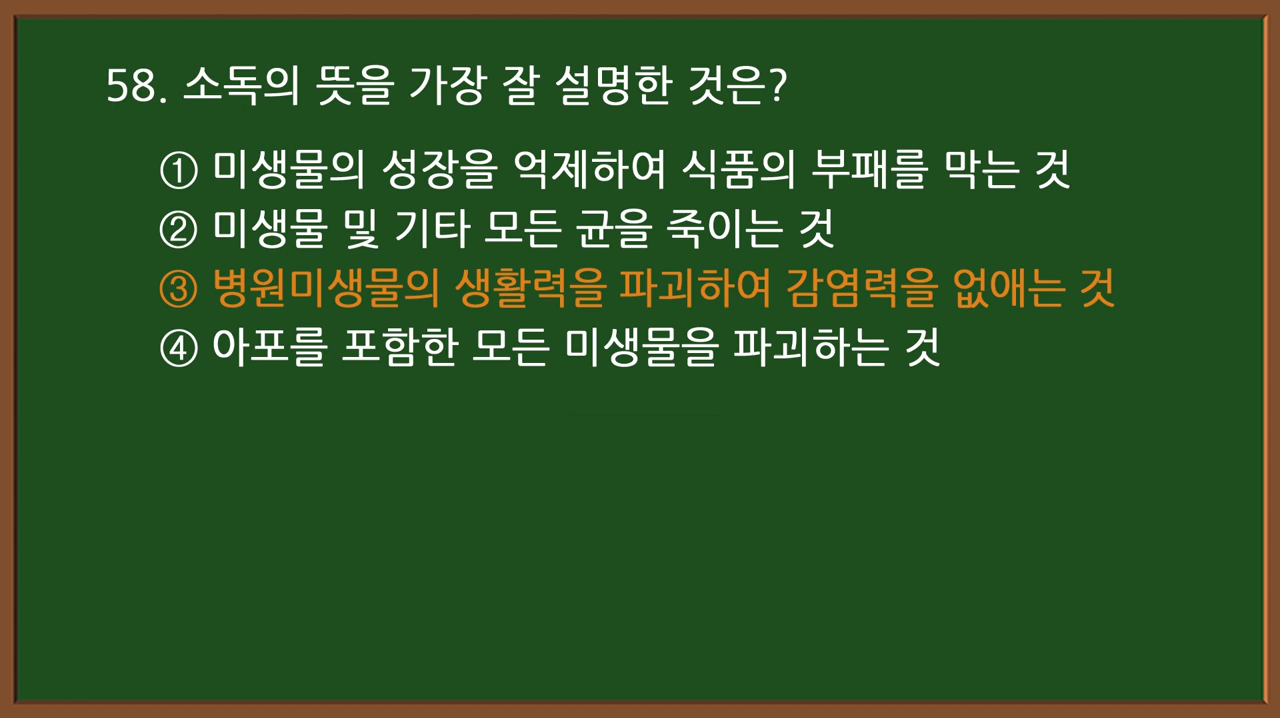 58. 소독의 뜻을 가장 잘 설명한 것은?
① 미생물의 성장을 억제하여 식품의 부패를 막는 것
② 미생물 및 기타 모든 균을 죽이는 것
③ 병원미생물의 생활력을 파괴하여 감염력을 없애는 것
④ 아포를 포함한 모든 미생물을 파괴하는 것